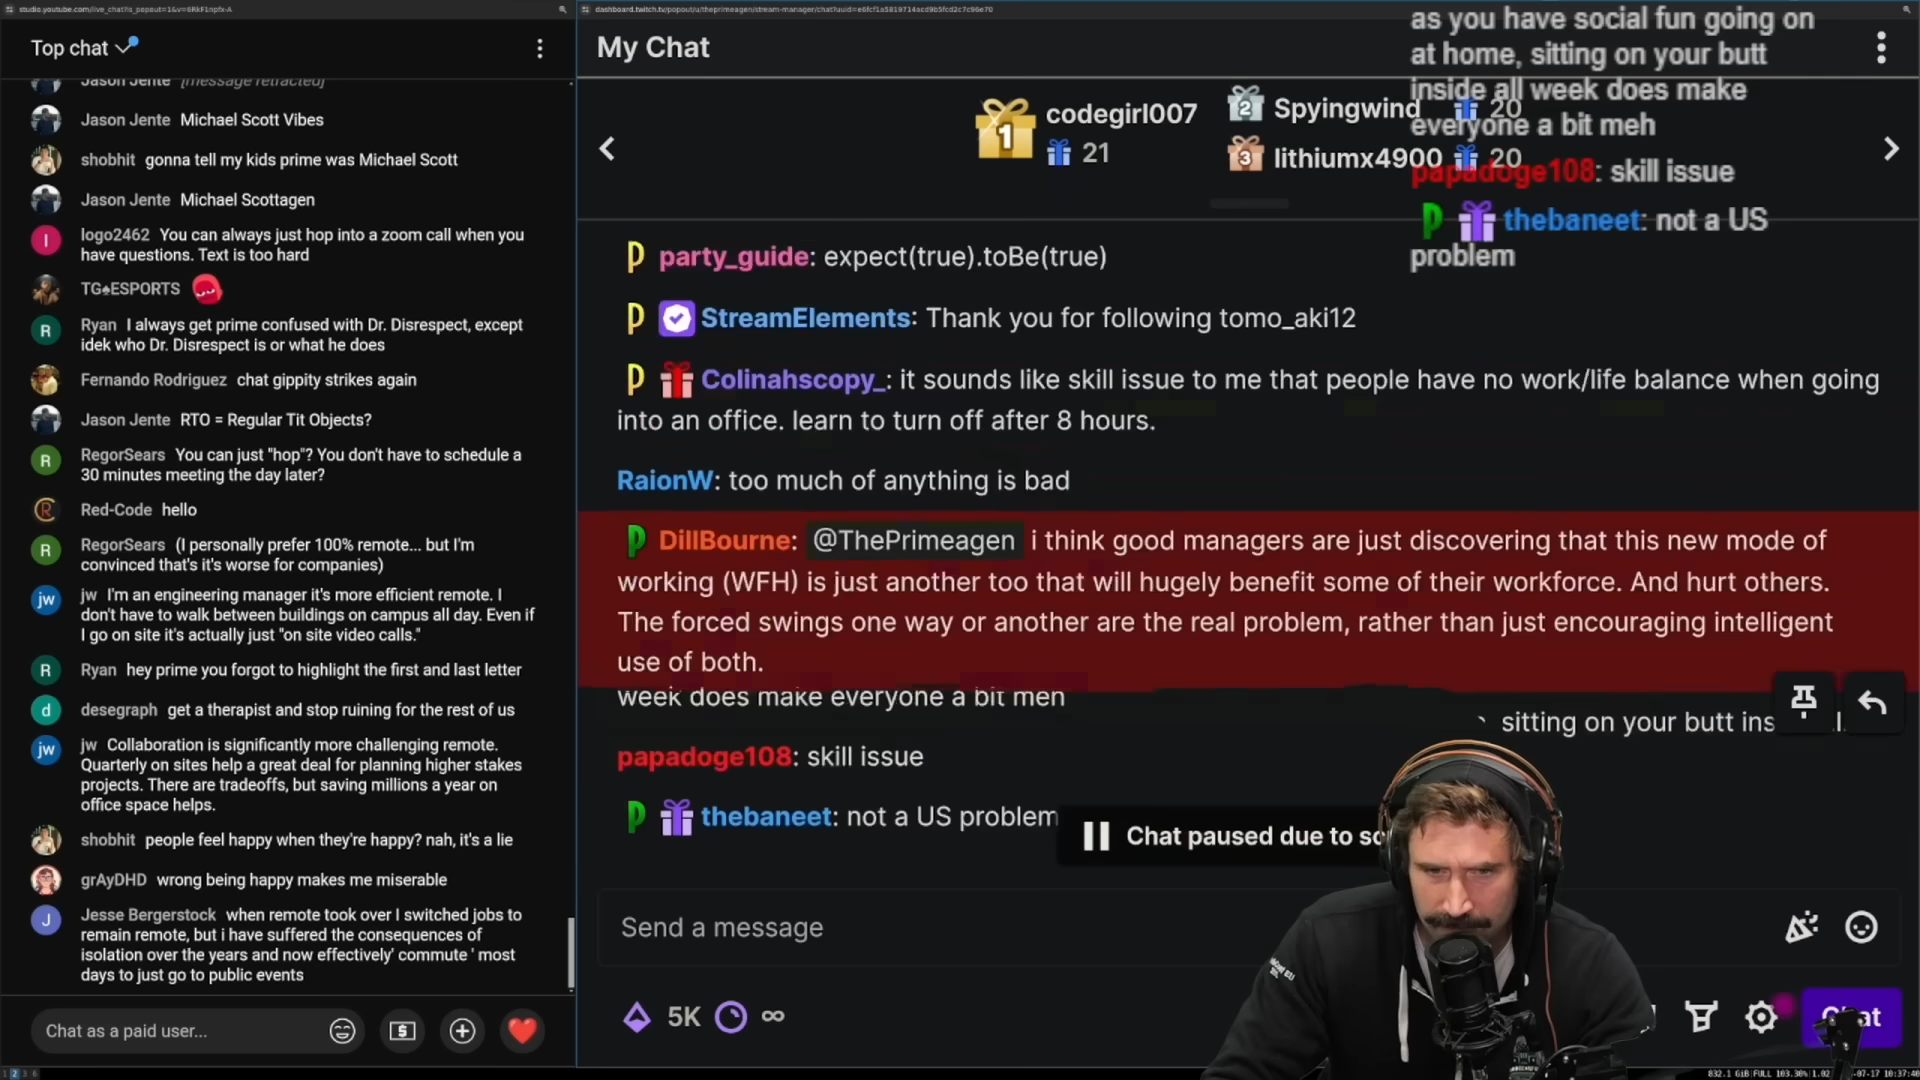 studio.youtube.com/live_chat?is_popout=1&v=6RkF1npfx-A
Top chat
Jason Jente [message retracted]
Jason Jente Michael Scott Vibes
shobhit gonna tell my kids prime was Michael Scott
Jason Jente Michael Scottagen
logo2462 You can always just hop into a zoom call when you
have questions. Text is too hard
TG♠ESPORTS
Ryan I always get prime confused with Dr. Disrespect, except
idek who Dr. Disrespect is or what he does
Fernando Rodriguez chat gippity strikes again
Jason Jente RTO = Regular Tit Objects?
RegorSears You can just "hop"? You don't have to schedule a
30 minutes meeting the day later?
Red-Code hello
RegorSears (I personally prefer 100% remote... but I'm
convinced that's it's worse for companies)
jw I'm an engineering manager it's more efficient remote. I
don't have to walk between buildings on campus all day. Even if
I go on site it's actually just "on site video calls."
Ryan hey prime you forgot to highlight the first and last letter
desegraph get a therapist and stop ruining for the rest of us
jw Collaboration is significantly more challenging remote.
Quarterly on sites help a great deal for planning higher stakes
projects. There are tradeoffs, but saving millions a year on
office space helps.
shobhit people feel happy when they're happy? nah, it's a lie
grAyDHD wrong being happy makes me miserable
Jesse Bergerstock when remote took over I switched jobs to
remain remote, but i have suffered the consequences of
isolation over the years and now effectively' commute ' most
days to just go to public events
Chat as a paid user...
My Chat
1 codegirl007
21
2 Spyingwind 20
3 lithiumx4900 20
as you have social fun going on
at home, sitting on your butt
inside all week does make
everyone a bit meh
papadoge108: skill issue
thebaneet: not a US
problem
party_guide: expect(true).toBe(true)
StreamElements: Thank you for following tomo_aki12
Colinahscopy_: it sounds like skill issue to me that people have no work/life balance when going
into an office. learn to turn off after 8 hours.
RaionW: too much of anything is bad
DillBourne: @ThePrimeagen i think good managers are just discovering that this new mode of
working (WFH) is just another too that will hugely benefit some of their workforce. And hurt others.
The forced swings one way or another are the real problem, rather than just encouraging intelligent
use of both.
week does make everyone a bit meh
sitting on your butt ins
papadoge108: skill issue
thebaneet: not a US problem
Chat paused due to sc
Send a message
5K ∞
Chat